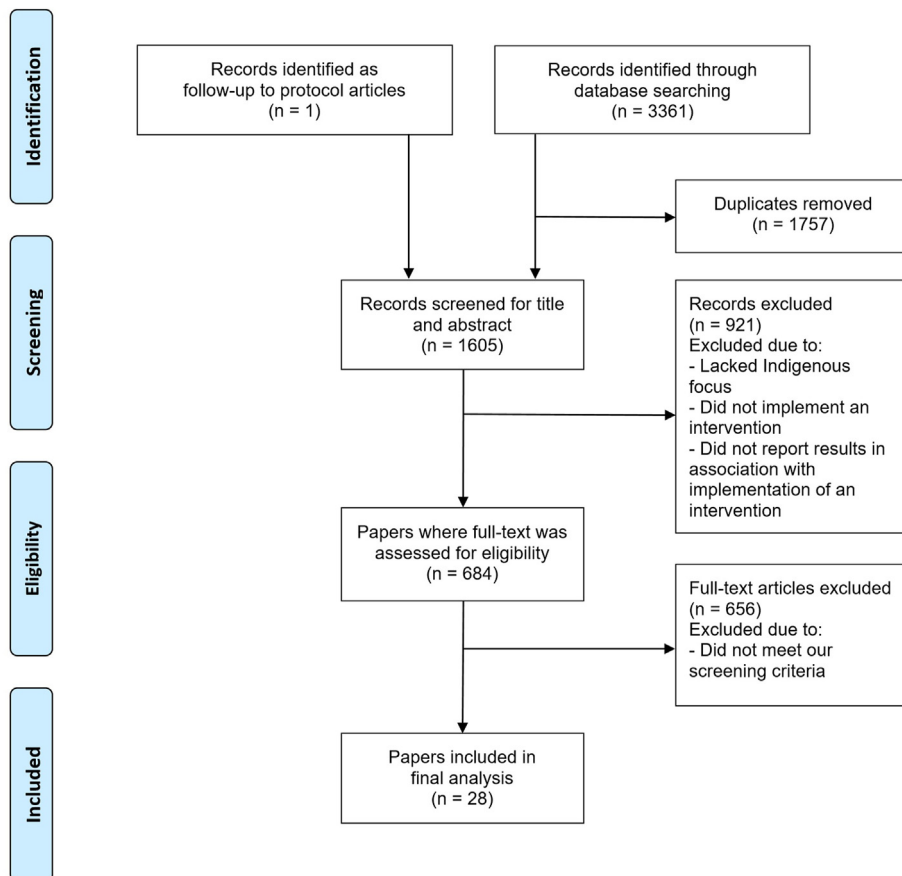 Identification
Records identified as
follow-up to protocol articles
(n = 1)
Records identified through
database searching
(n = 3361)
Duplicates removed
(n = 1757)
Screening
Records screened for title
and abstract
(n = 1605)
Records excluded
(n = 921)
Excluded due to:
- Lacked Indigenous
focus
- Did not implement an
intervention
- Did not report results in
association with
implementation of an
intervention
Eligibility
Papers where full-text was
assessed for eligibility
(n = 684)
Full-text articles excluded
(n = 656)
Excluded due to:
- Did not meet our
screening criteria
Included
Papers included in
final analysis
(n = 28)